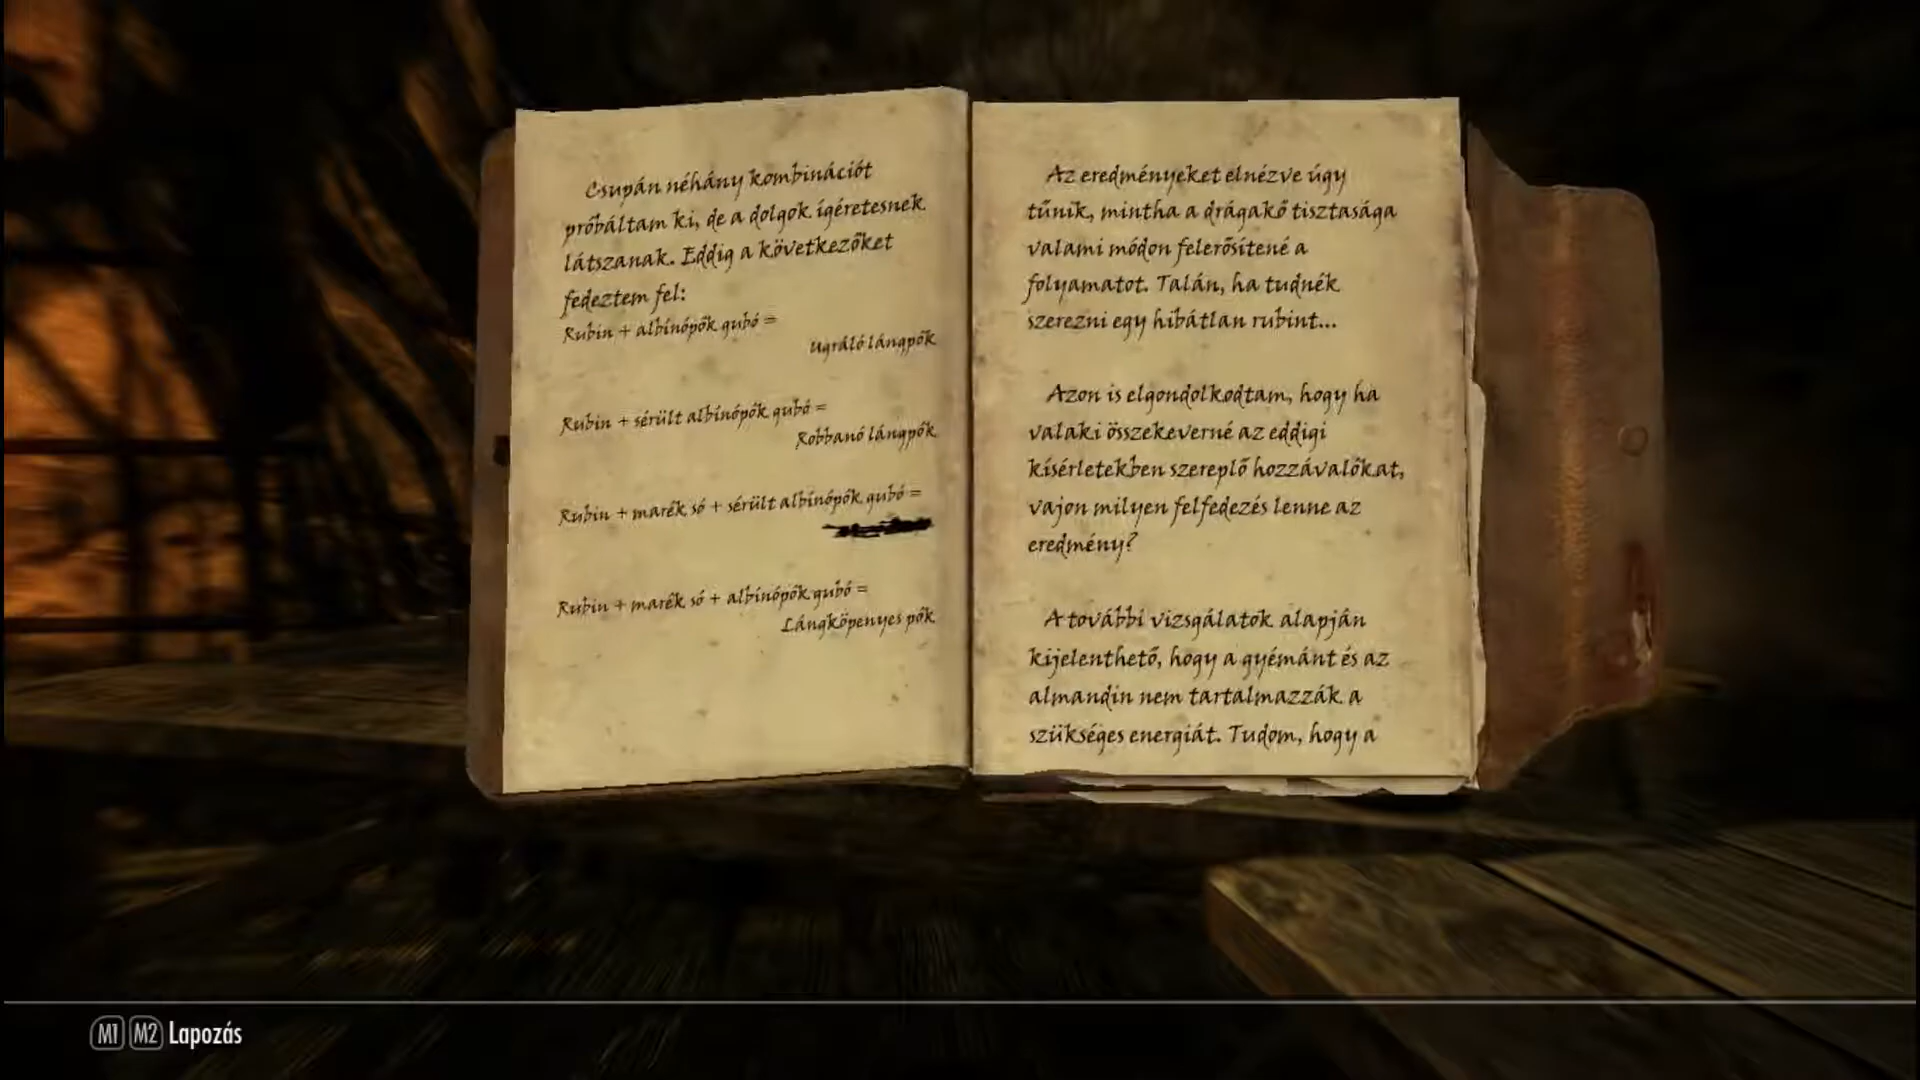 Csupán néhány kombinációt
próbáltam ki, de a dolgok ígéretesnek
látszanak. Eddig a következőket
fedeztem fel:
Rubin + albínópók gubó =
Ugráló lángpók
Rubin + sérült albínópók gubó =
Robbanó lángpók
Rubin + marék só + sérült albínópók gubó =
Rubin + marék só + albínópók gubó =
Lángköpenyes pók
Az eredményeket elnézve úgy
tűnik, mintha a drágakő tisztasága
valami módon felerősítené a
folyamatot. Talán, ha tudnék
szerezni egy hibátlan rubint...
Azon is elgondolkodtam, hogy ha
valaki összekeverné az eddigi
kísérletekben szereplő hozzávalókat,
vajon milyen felfedezés lenne az
eredmény?
A további vizsgálatok alapján
kijelenthető, hogy a gyémánt és az
almandin nem tartalmazzák a
szükséges energiát. Tudom, hogy a
M1 M2 Lapozás